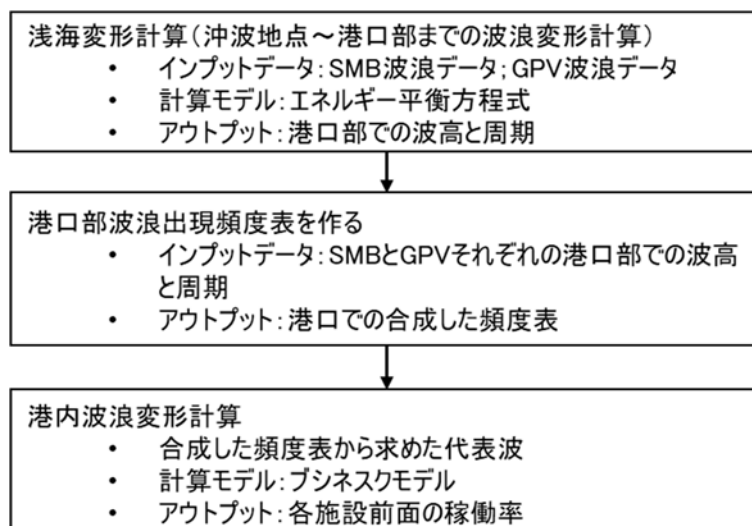 浅海変形計算（沖波地点～港口部までの波浪変形計算）
• インプットデータ：SMB波浪データ；GPV波浪データ
• 計算モデル：エネルギー平衡方程式
• アウトプット：港口部での波高と周期
港口部波浪出現頻度表を作る
• インプットデータ：SMBとGPVそれぞれの港口部での波高
と周期
• アウトプット：港口での合成した頻度表
港内波浪変形計算
• 合成した頻度表から求めた代表波
• 計算モデル：ブシネスクモデル
• アウトプット：各施設前面の稼働率